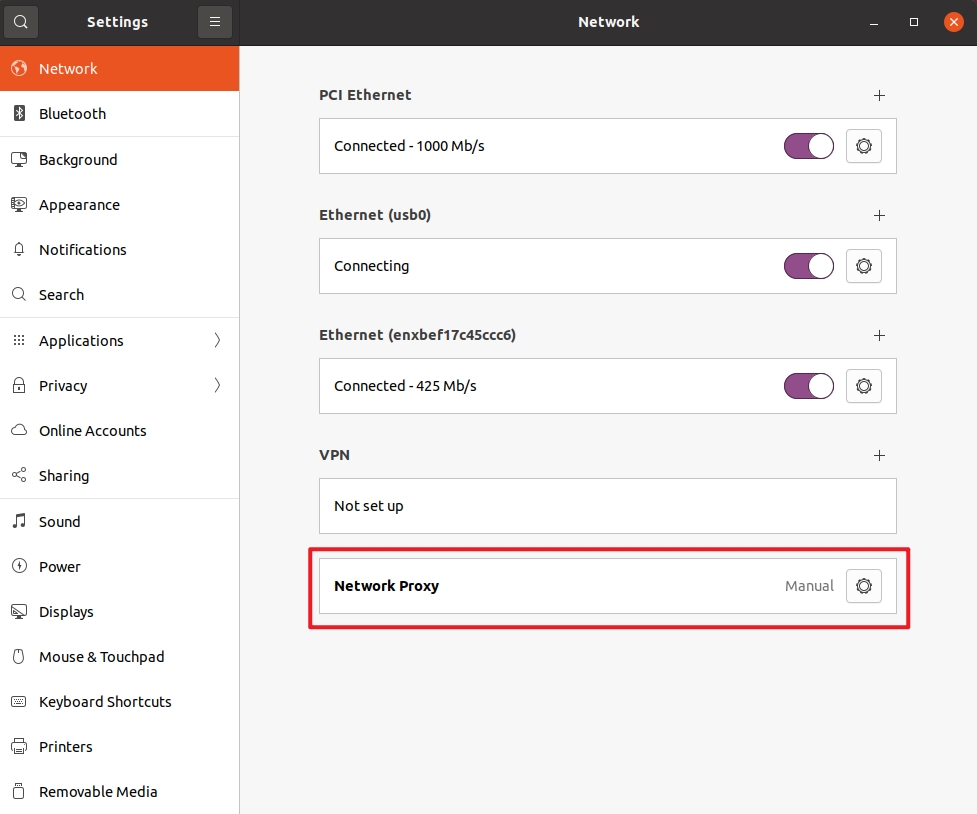 Settings
Network
Network
Bluetooth
Background
Appearance
Notifications
Search
Applications
Privacy
Online Accounts
Sharing
Sound
Power
Displays
Mouse & Touchpad
Keyboard Shortcuts
Printers
Removable Media
PCI Ethernet
Connected - 1000 Mb/s
Ethernet (usb0)
Connecting
Ethernet (enxbef17c45ccc6)
Connected - 425 Mb/s
VPN
Not set up
Network Proxy Manual